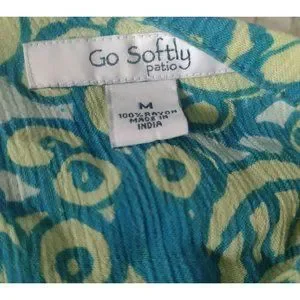 Go Softly
patio
M
100% RAYON
MADE IN
INDIA